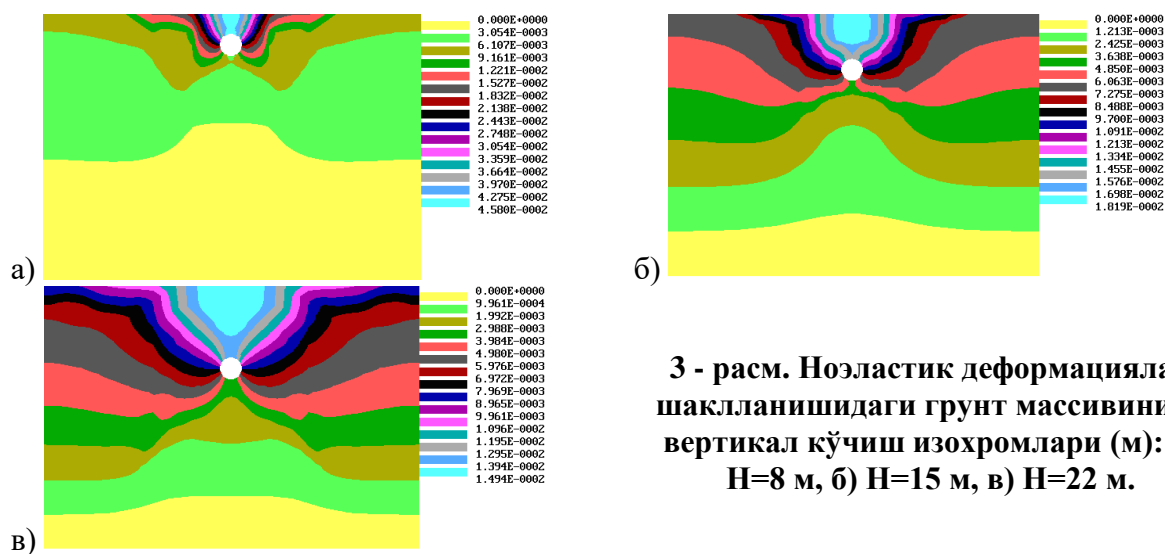 0.000E+0000
3.054E-0003
6.107E-0003
9.161E-0003
1.221E-0002
1.527E-0002
1.832E-0002
2.138E-0002
2.443E-0002
2.748E-0002
3.054E-0002
3.359E-0002
3.664E-0002
3.970E-0002
4.275E-0002
4.580E-0002
а)
0.000E+0000
1.213E-0003
2.425E-0003
3.638E-0003
4.850E-0003
6.063E-0003
7.275E-0003
8.488E-0003
9.700E-0003
1.091E-0002
1.213E-0002
1.334E-0002
1.455E-0002
1.576E-0002
1.698E-0002
1.819E-0002
б)
0.000E+0000
9.961E-0004
1.992E-0003
2.988E-0003
3.984E-0003
4.980E-0003
5.976E-0003
6.972E-0003
7.969E-0003
8.965E-0003
9.961E-0003
1.096E-0002
1.195E-0002
1.295E-0002
1.394E-0002
1.494E-0002
в)
3 - расм. Ноэластик деформацияла
шаклланишидаги грунт массивини
вертикал кўчиш изохромлари (м):
H=8 м, б) H=15 м, в) H=22 м.